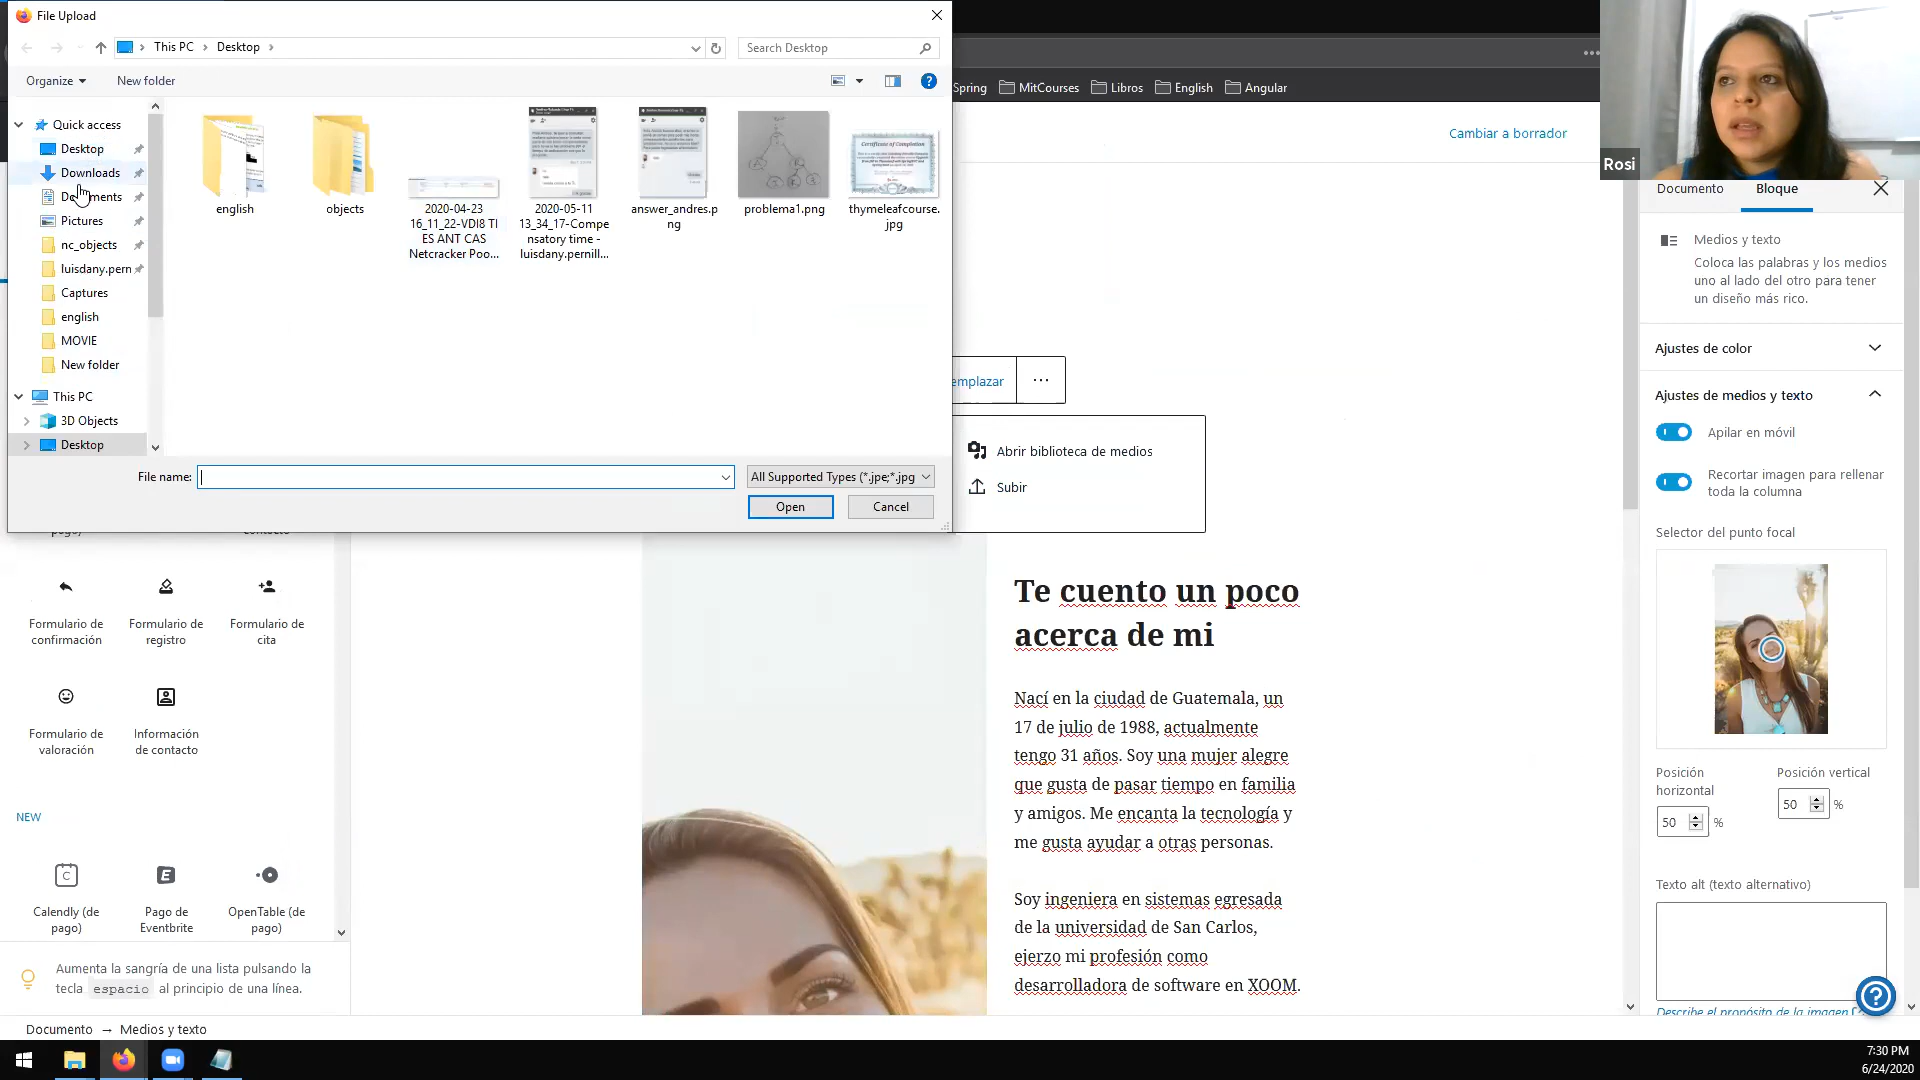 File Upload
This PC
Desktop
Search Desktop
Organize
New folder
Quick access
Desktop
Downloads
Documents
Pictures
nc_objects
luisdany.pern
Captures
english
MOVIE
New folder
This PC
3D Objects
Desktop
english
objects
2020-04-23
16_11_22-VDI8 TI
ES ANT CAS
Netcracker Poo...
2020-05-11
13_34_17-Compe
nsatory time -
luisdany.pernill...
answer_andres.p
ng
problema1.png
Certificate of Completion
thymeleafcourse.
jpg
File name:
All Supported Types (*.jpe;*.jpg
Open
Cancel
Spring
MitCourses
Libros
English
Angular
Cambiar a borrador
Rosi
Documento
Bloque
Medios y texto
Coloca las palabras y los medios
uno al lado del otro para tener
un diseño más rico.
Ajustes de color
Ajustes de medios y texto
Apilar en móvil
Recortar imagen para rellenar
toda la columna
Selector del punto focal
Posición
horizontal
50
%
Posición vertical
50
%
Texto alt (texto alternativo)
Describe el propósito de la imagen
emplazar
Abrir biblioteca de medios
Subir
Formulario de
confirmación
Formulario de
registro
Formulario de
cita
Formulario de
valoración
Información
de contacto
NEW
Calendly (de
pago)
Pago de
Eventbrite
OpenTable (de
pago)
Aumenta la sangría de una lista pulsando la
tecla espacio al principio de una línea.
Documento → Medios y texto
Te cuento un poco
acerca de mi
Nací en la ciudad de Guatemala, un
17 de julio de 1988, actualmente
tengo 31 años. Soy una mujer alegre
que gusta de pasar tiempo en familia
y amigos. Me encanta la tecnología y
me gusta ayudar a otras personas.
Soy ingeniera en sistemas egresada
de la universidad de San Carlos,
ejerzo mi profesión como
desarrolladora de software en XOOM.
7:30 PM
6/24/2020